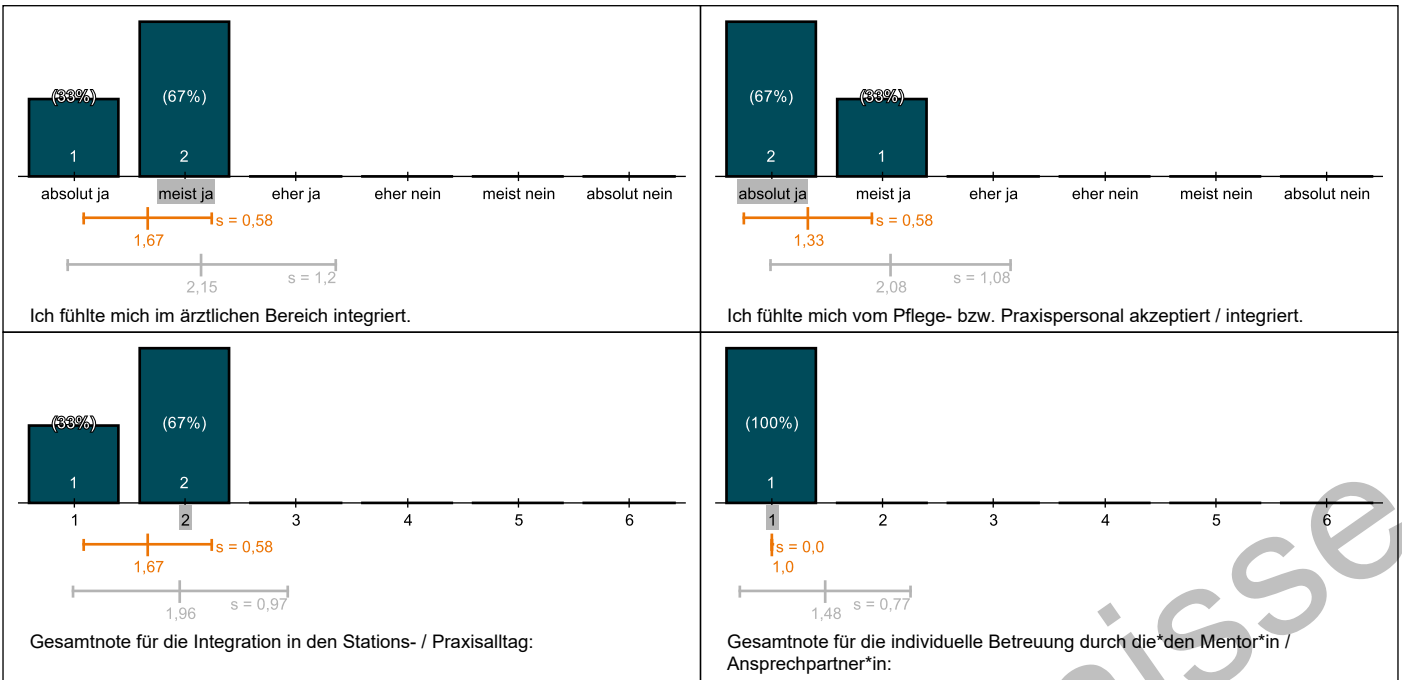 (33%)
(67%)
1
2
absolut ja
meist ja
eher ja
eher nein
meist nein
absolut nein
s = 0,58
1,67
s = 1,2
2,15
Ich fühlte mich im ärztlichen Bereich integriert.
(67%)
(33%)
2
1
absolut ja
meist ja
eher ja
eher nein
meist nein
absolut nein
s = 0,58
1,33
s = 1,08
2,08
Ich fühlte mich vom Pflege- bzw. Praxispersonal akzeptiert / integriert.
(33%)
(67%)
1
2
1
2
3
4
5
6
s = 0,58
1,67
s = 0,97
1,96
Gesamtnote für die Integration in den Stations- / Praxisalltag:
(100%)
1
1
2
3
4
5
6
s = 0,0
1,0
s = 0,77
1,48
Gesamtnote für die individuelle Betreuung durch die*den Mentor*in /
Ansprechpartner*in:
isse